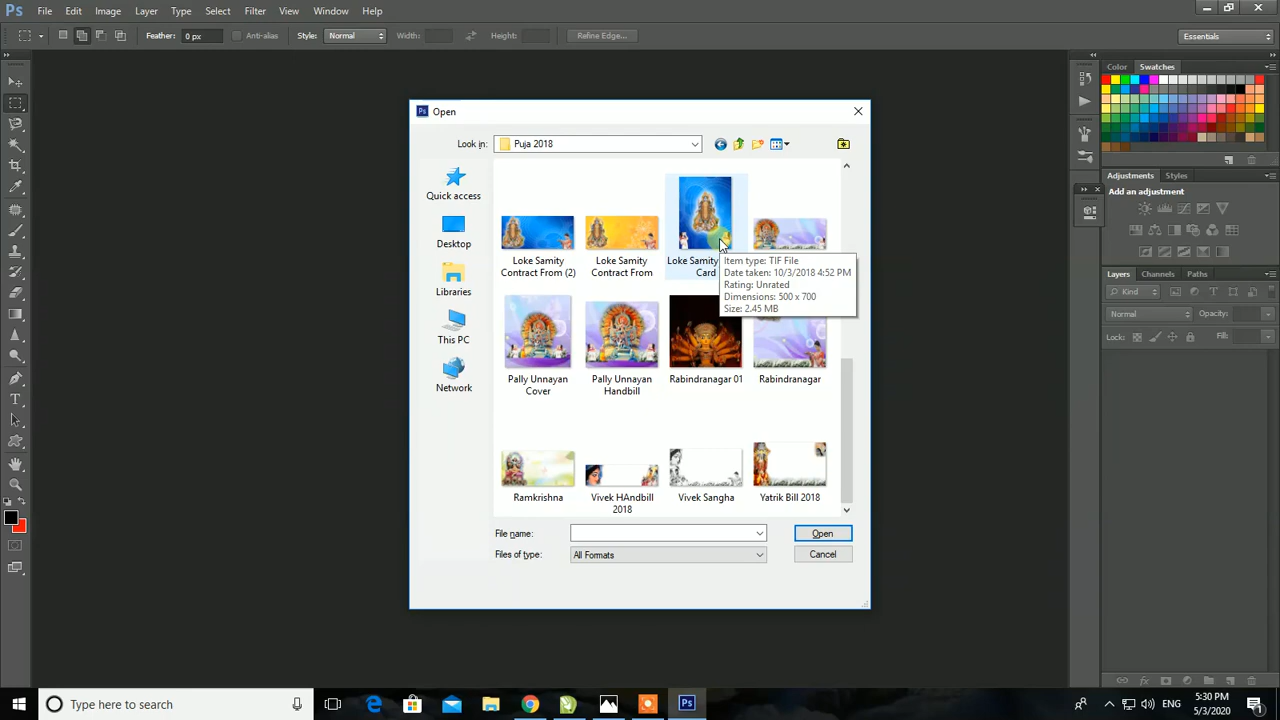 Ps File Edit Image Layer Type Select Filter View Window Help
Feather: 0 px Anti-alias Style: Normal Width: Height: Refine Edge... Essentials
Color Swatches
Ps Open
Look in: Puja 2018
Quick access
Desktop
Libraries
This PC
Network
Loke Samity Contract From (2)
Loke Samity Contract From
Loke Samity
Card
Item type: TIF File
Date taken: 10/3/2018 4:52 PM
Rating: Unrated
Dimensions: 500 x 700
Size: 2.45 MB
Pally Unnayan Cover
Pally Unnayan Handbill
Rabindranagar 01
Rabindranagar
Ramkrishna
Vivek HAndbill 2018
Vivek Sangha
Yatrik Bill 2018
File name: Open
Files of type: All Formats Cancel
Adjustments Styles
Add an adjustment
Layers Channels Paths
Kind
Normal Opacity:
Lock: Fill:
Type here to search
ENG
5:30 PM
5/3/2020